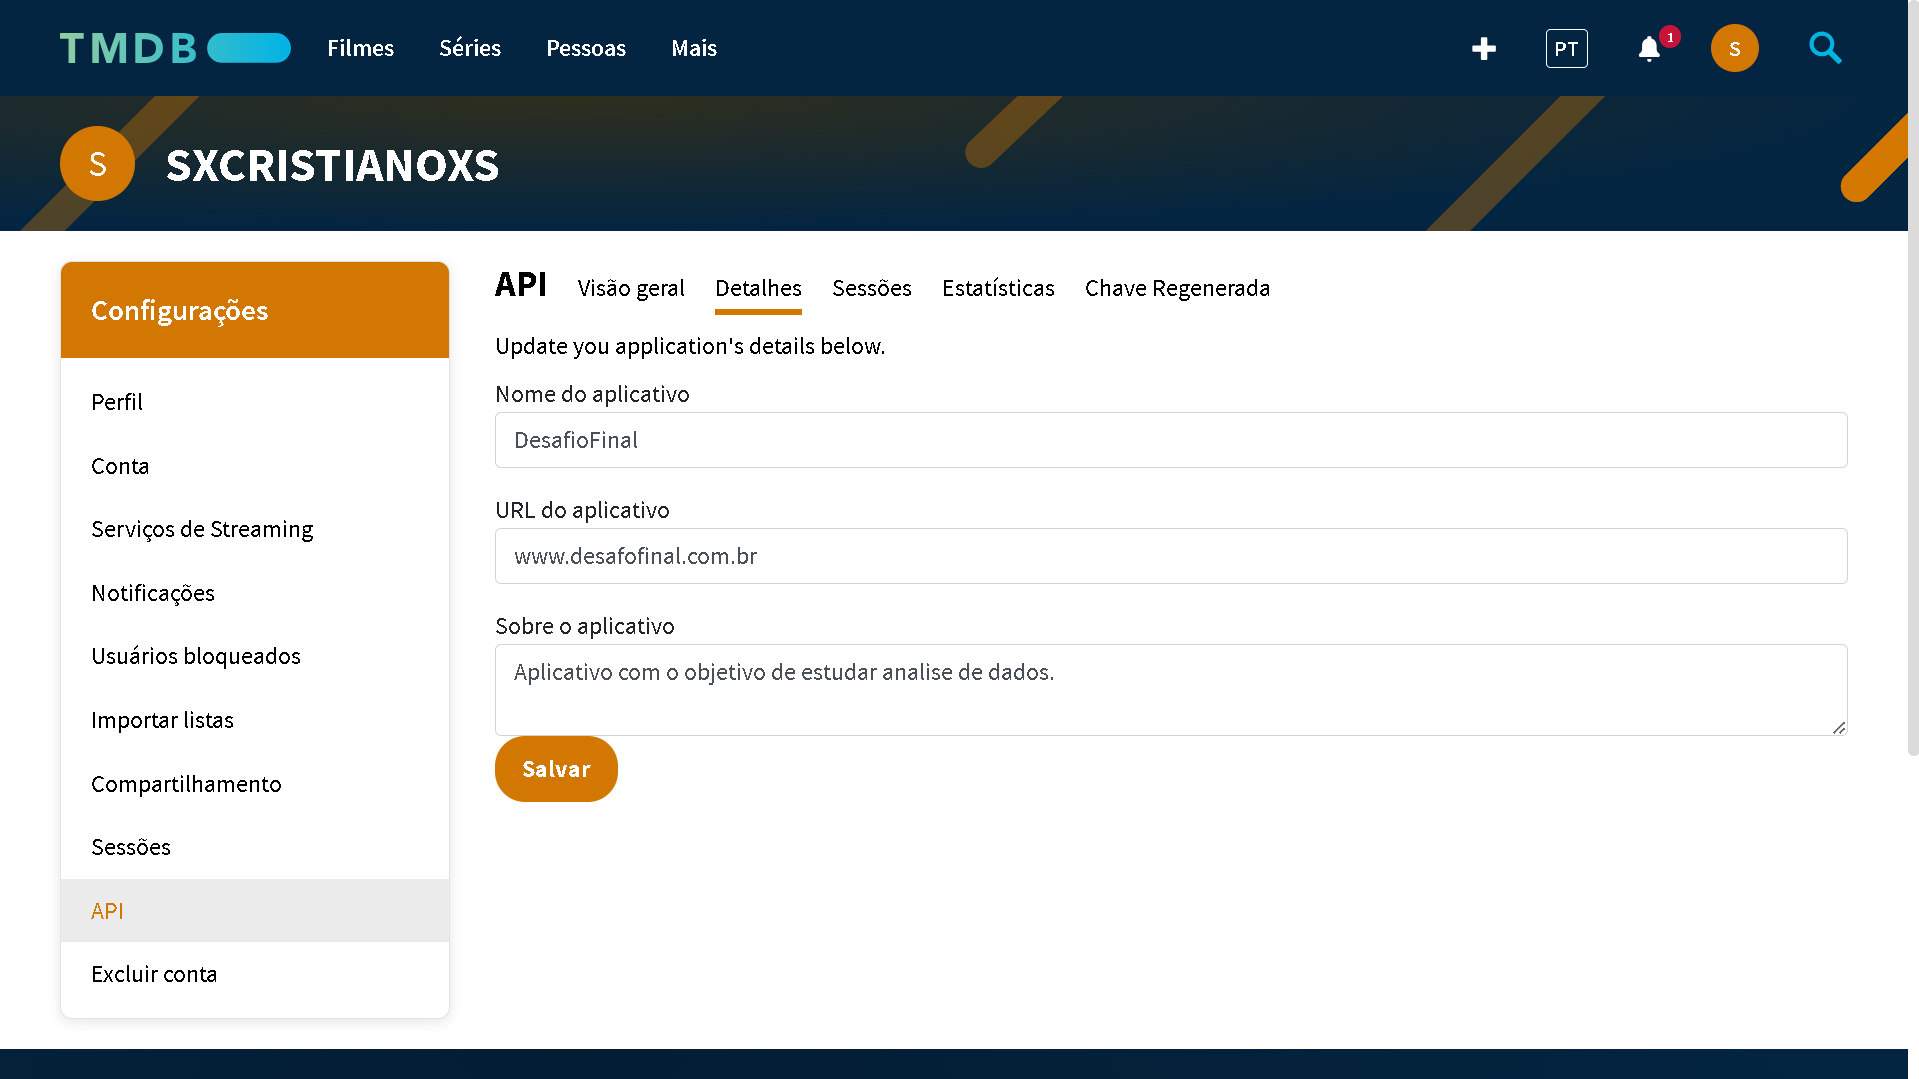 TMDB Filmes Séries Pessoas Mais PT 1 S
S SXCRISTIANOXS
Configurações
Perfil
Conta
Serviços de Streaming
Notificações
Usuários bloqueados
Importar listas
Compartilhamento
Sessões
API
Excluir conta
API Visão geral Detalhes Sessões Estatísticas Chave Regenerada
Update you application's details below.
Nome do aplicativo
DesafioFinal
URL do aplicativo
www.desafofinal.com.br
Sobre o aplicativo
Aplicativo com o objetivo de estudar analise de dados.
Salvar